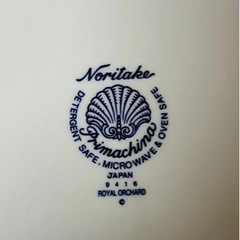 Noritake
DETERGENT SAFE, MICROWAVE & OVEN SAFE
Primachina
JAPAN
9416
ROYAL ORCHARD
©